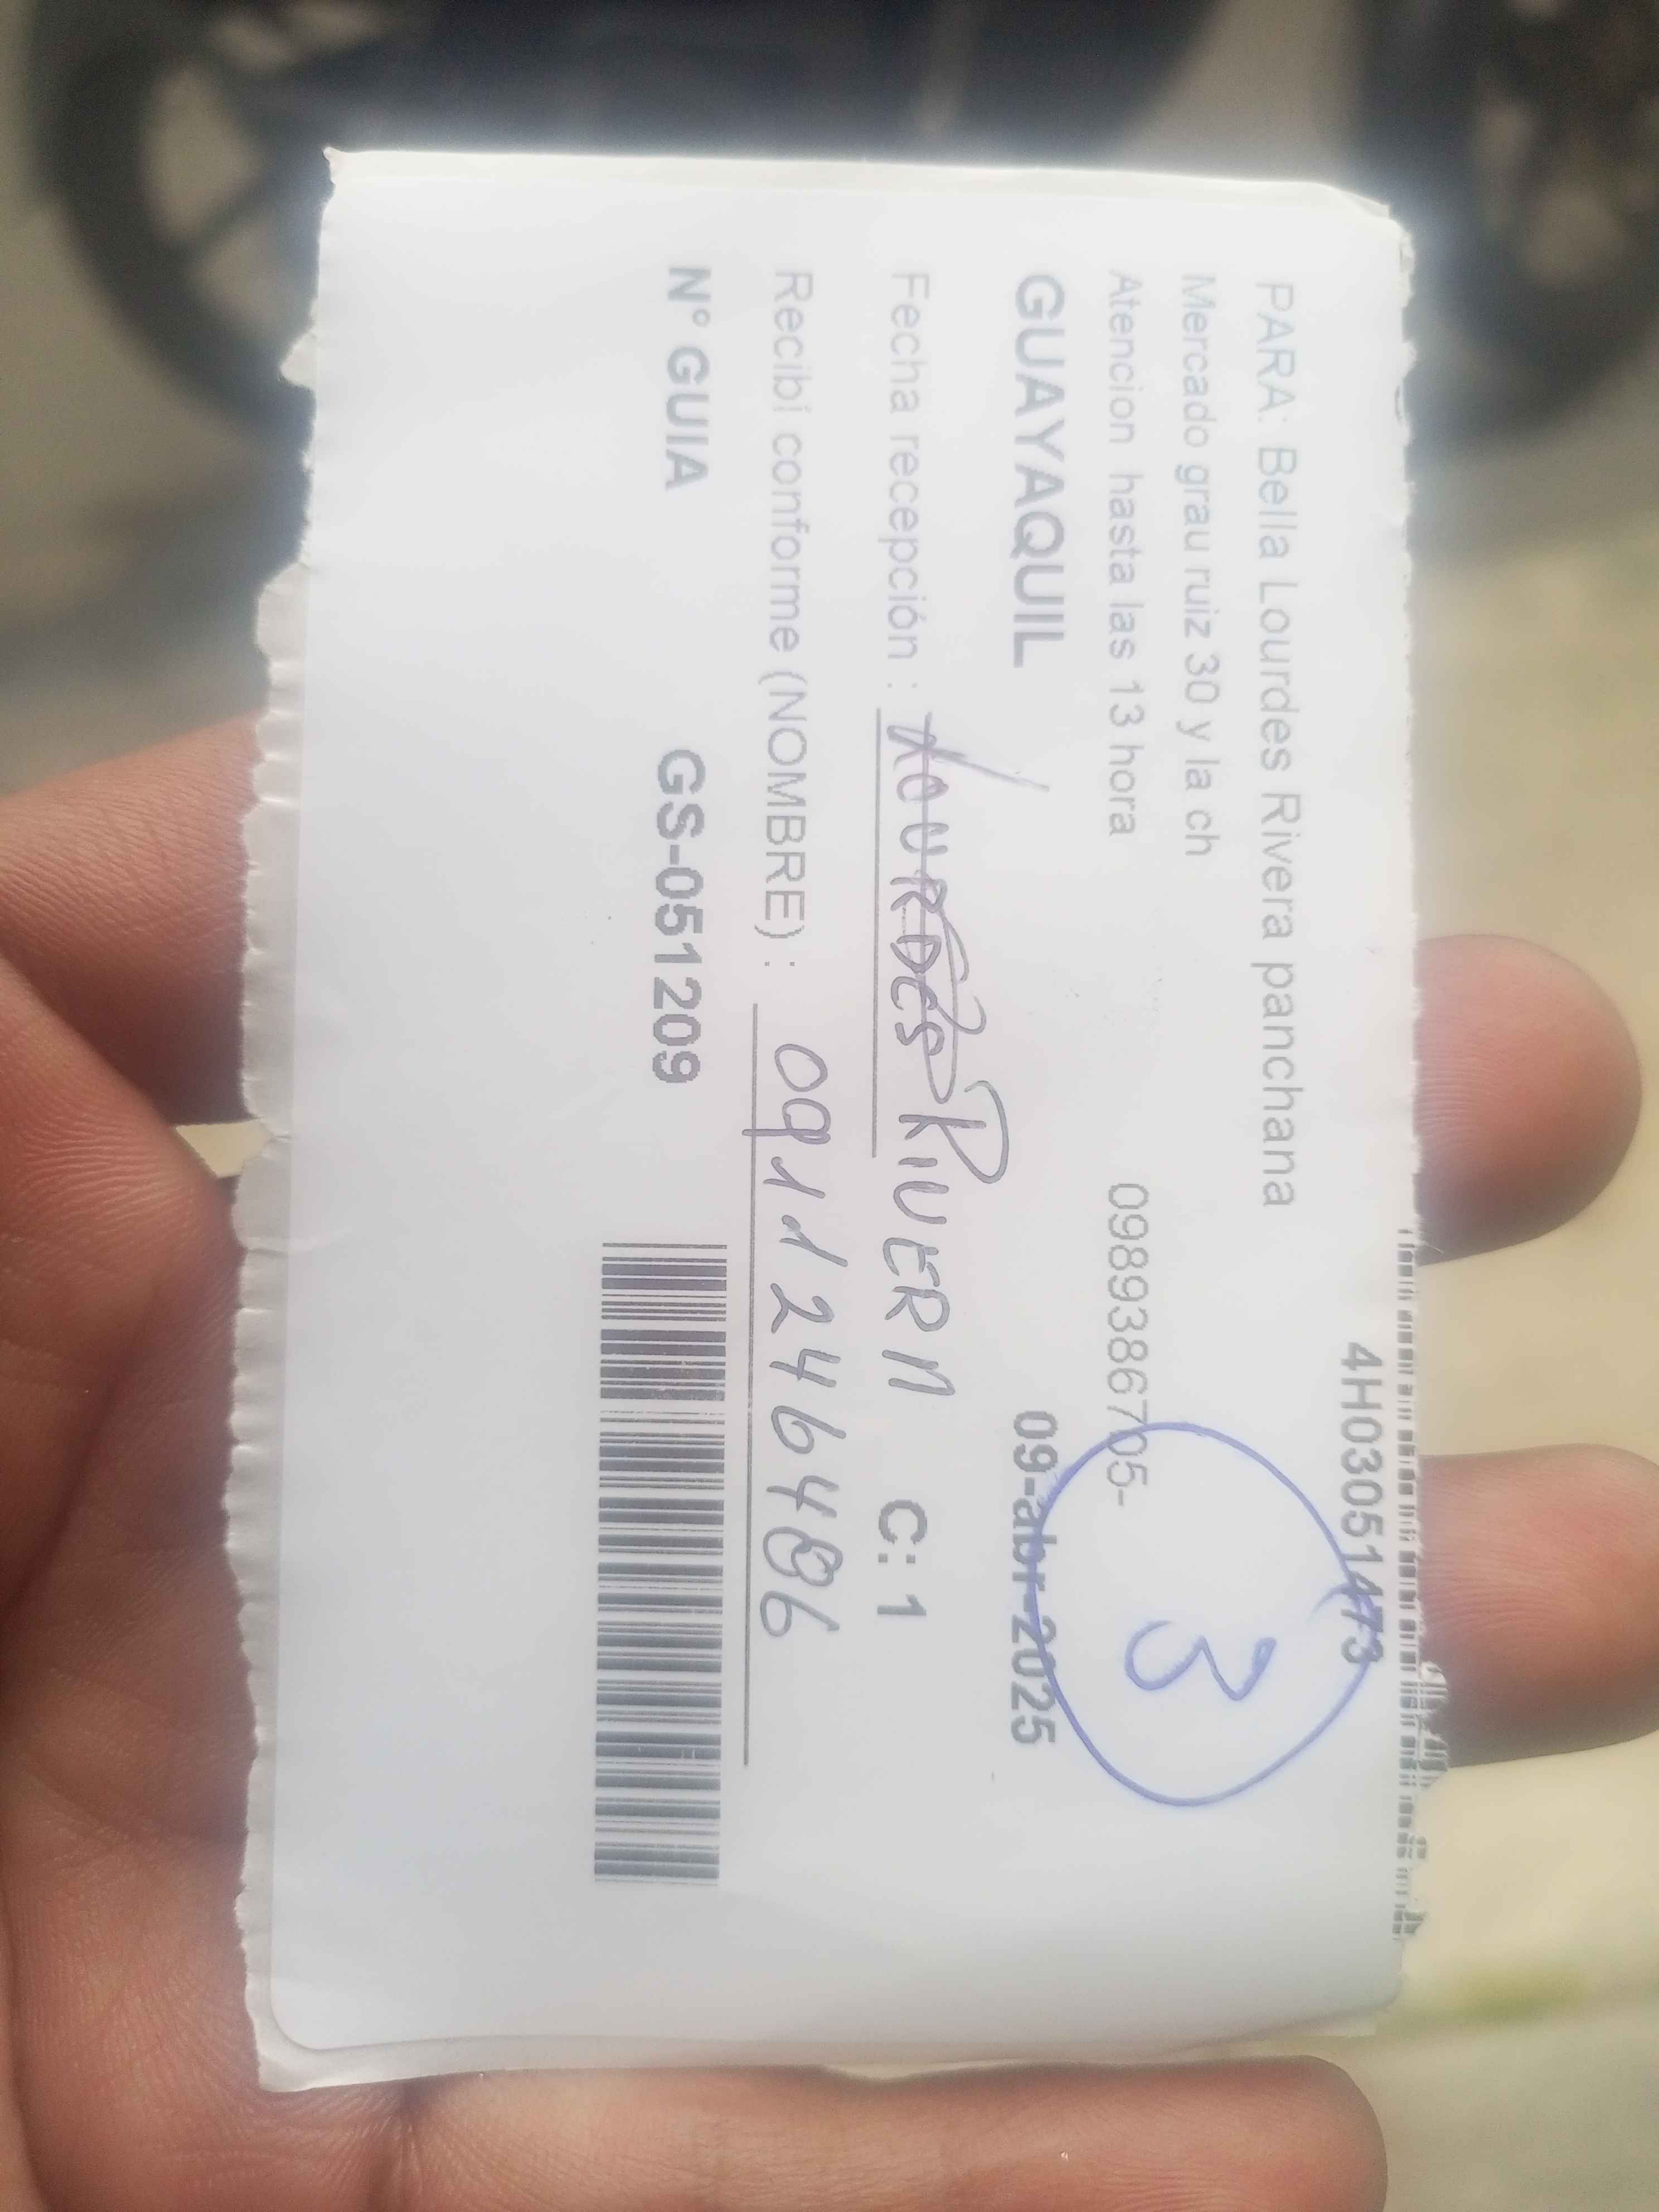 4H03051473
PARA: Bella Lourdes Rivera panchana
Mercado grau ruiz 30 y la ch
Atencion hasta las 13 hora 0989386705-
3
GUAYAQUIL 09-abr-2025
Fecha recepción : LOURDES RIVERA C: 1
Recibí conforme (NOMBRE) : 0911246486
N° GUIA GS-051209